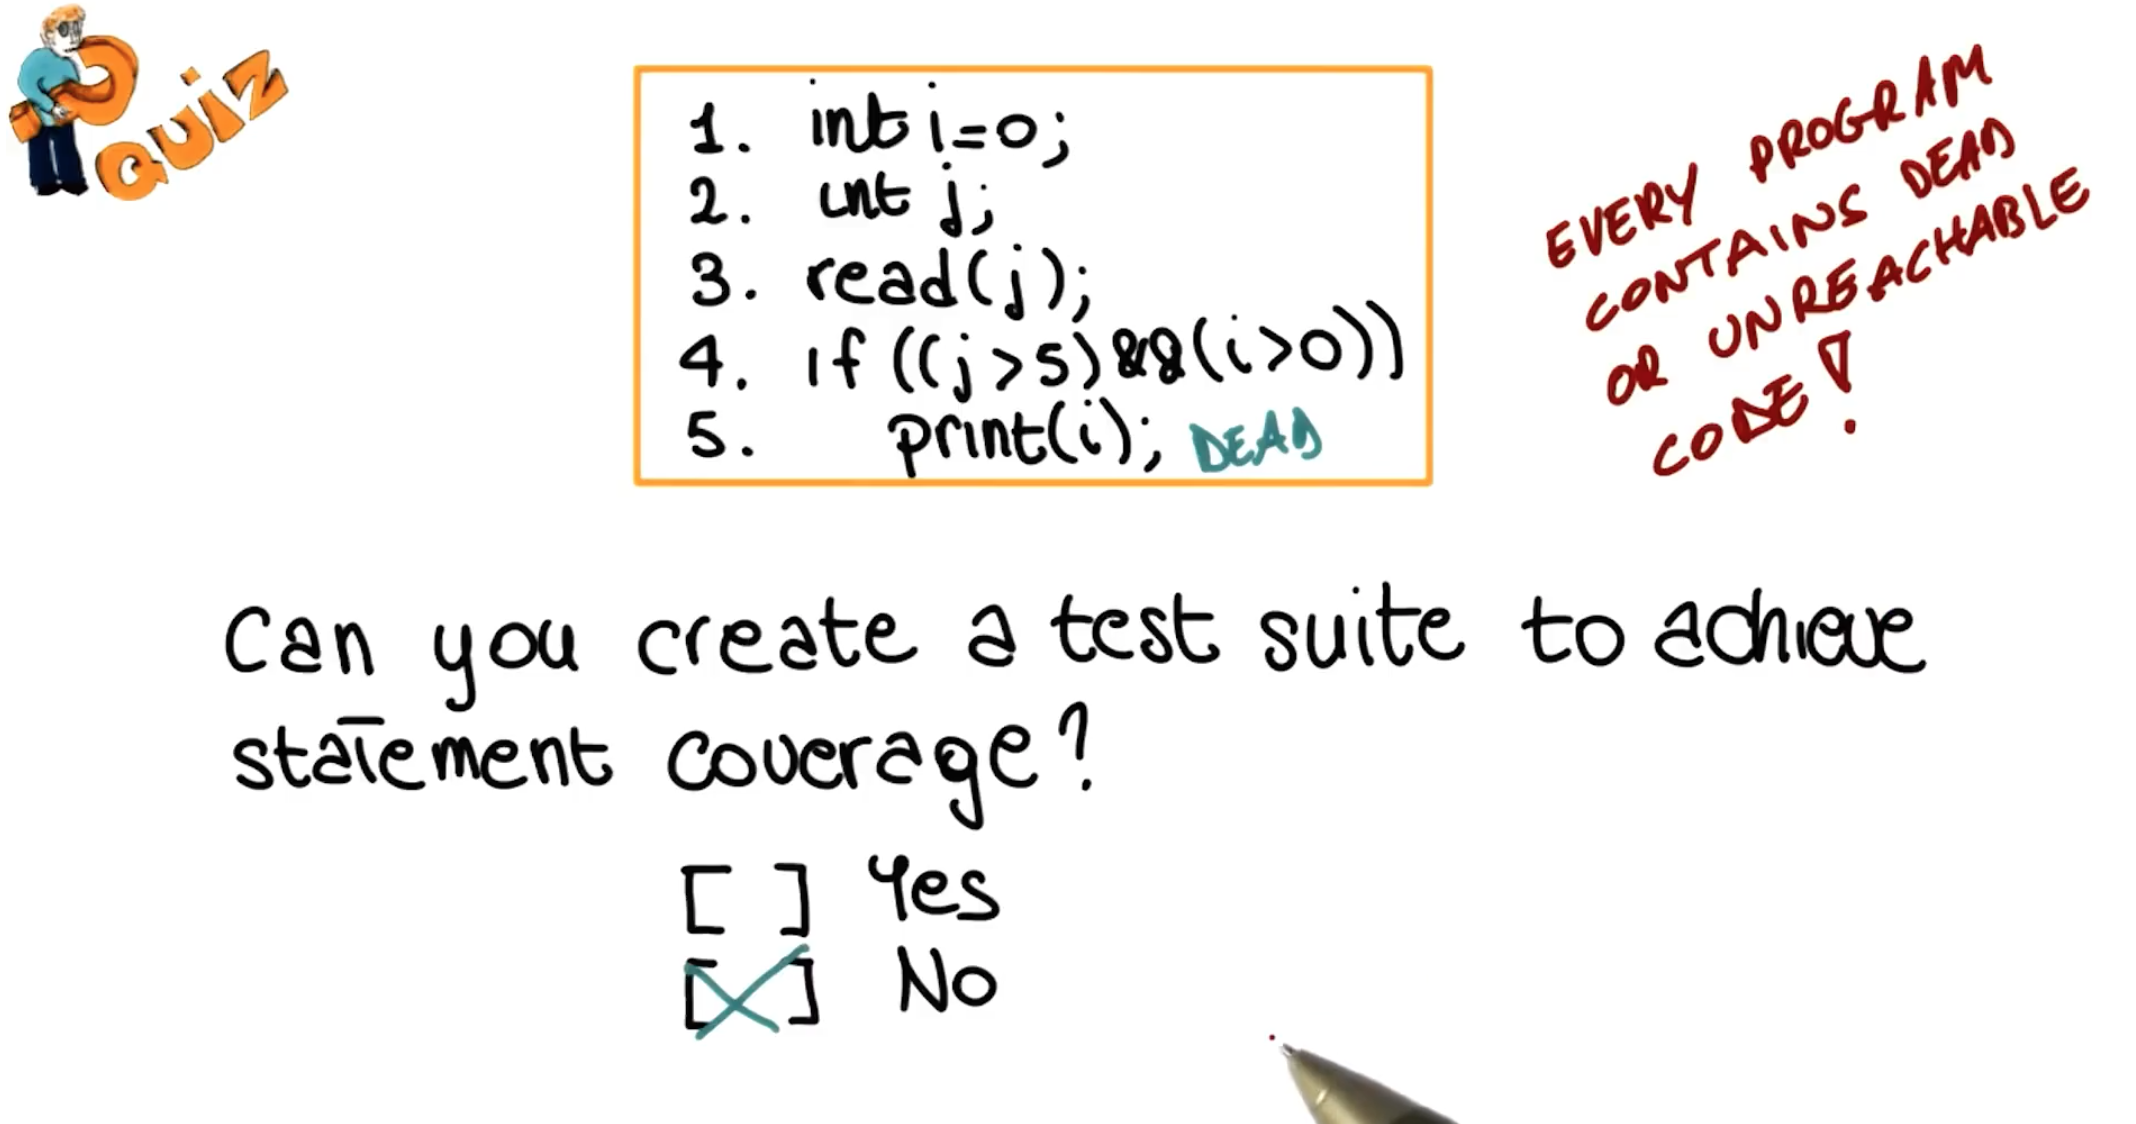 QUIZ
1. int i=0;
2. int j;
3. read(j);
4. if ((j>5)&&(i>0))
5. print(i); DEAD
EVERY PROGRAM
CONTAINS DEAD
OR UNREACHABLE
CODE!
Can you create a test suite to achieve
statement coverage?
[ ] Yes
[X] No